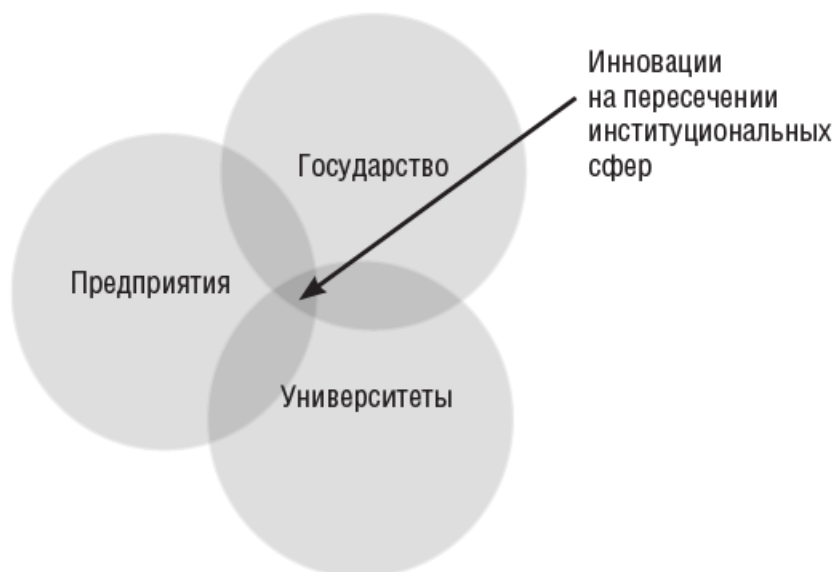 Инновации
на пересечении
институциональных
сфер
Государство
Предприятия
Университеты